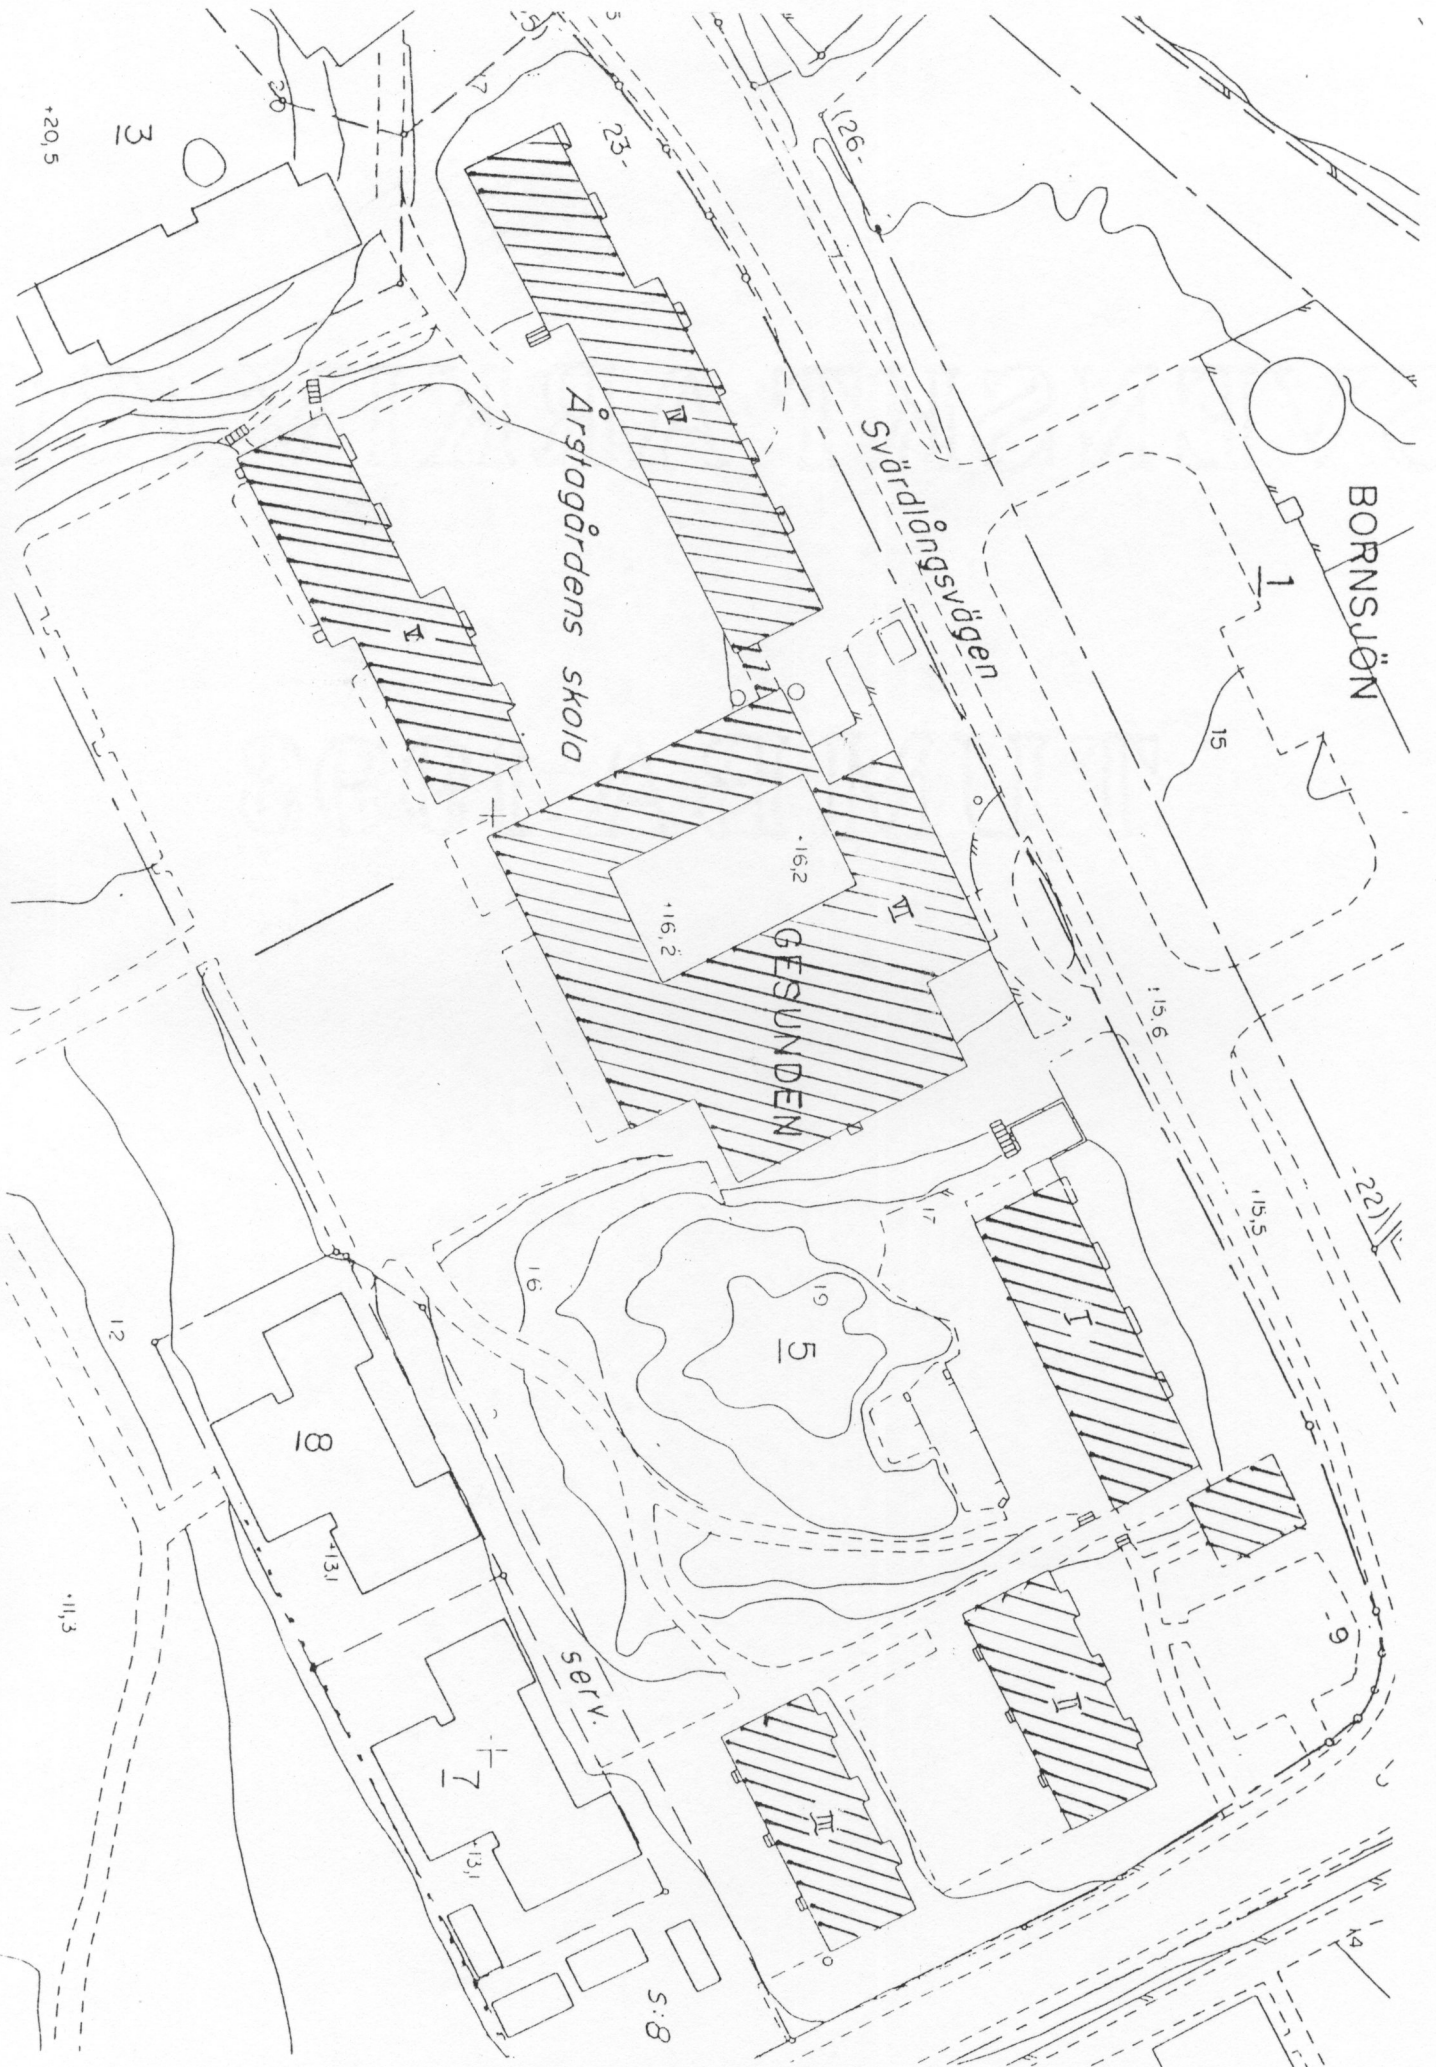 BORNSJÖN
1
15
(26-
Svärdlångsvägen
23-
20
3
+20,5
IV
Årstagårdens skola
V
VI
GESUNDEN
·16,2
·16,2
15,6
15,5
-22)
17
16
19
5
I
II
III
-9
14
12
8
·13,1
·11,3
7
·13,1
serv.
s:8